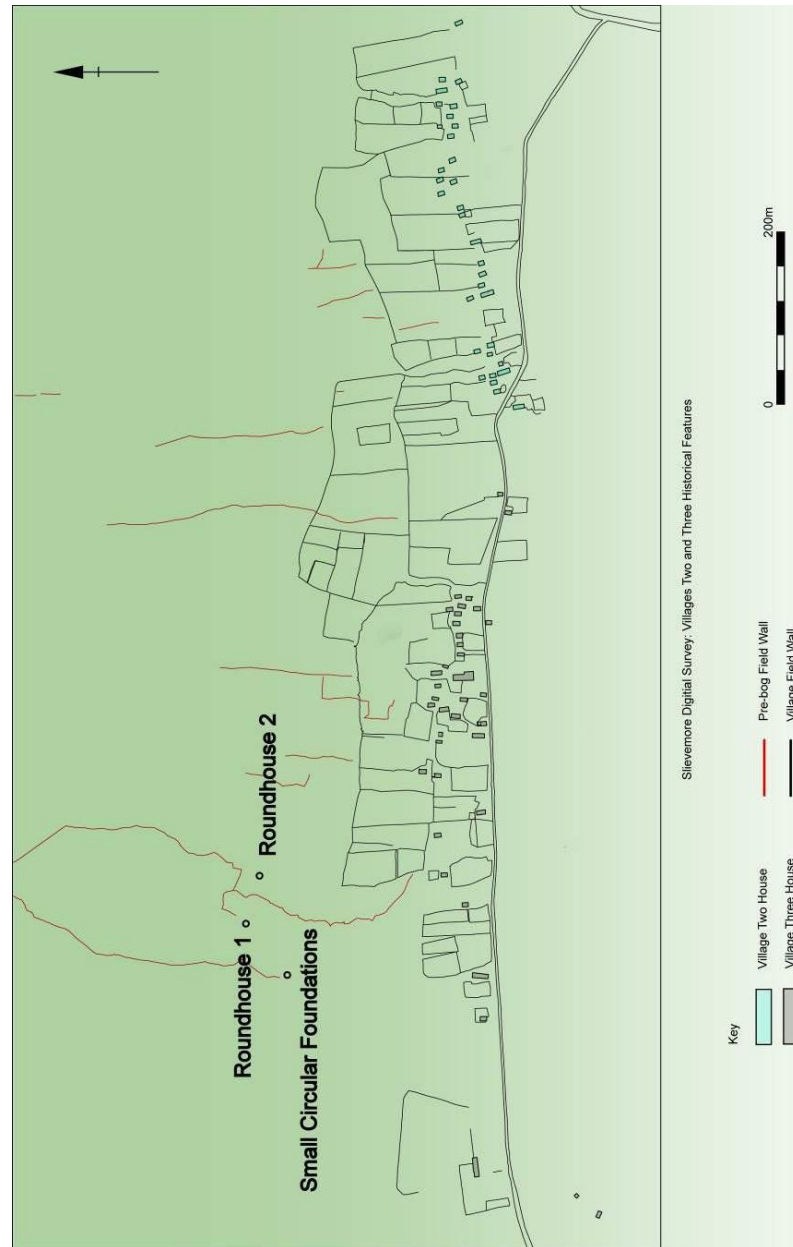 Roundhouse 1
Roundhouse 2
Small Circular Foundations
Slievemore Digitial Survey: Villages Two and Three Historical Features
Key
Village Two House
Pre-bog Field Wall
Village Three House
Village Field Wall
0
200m